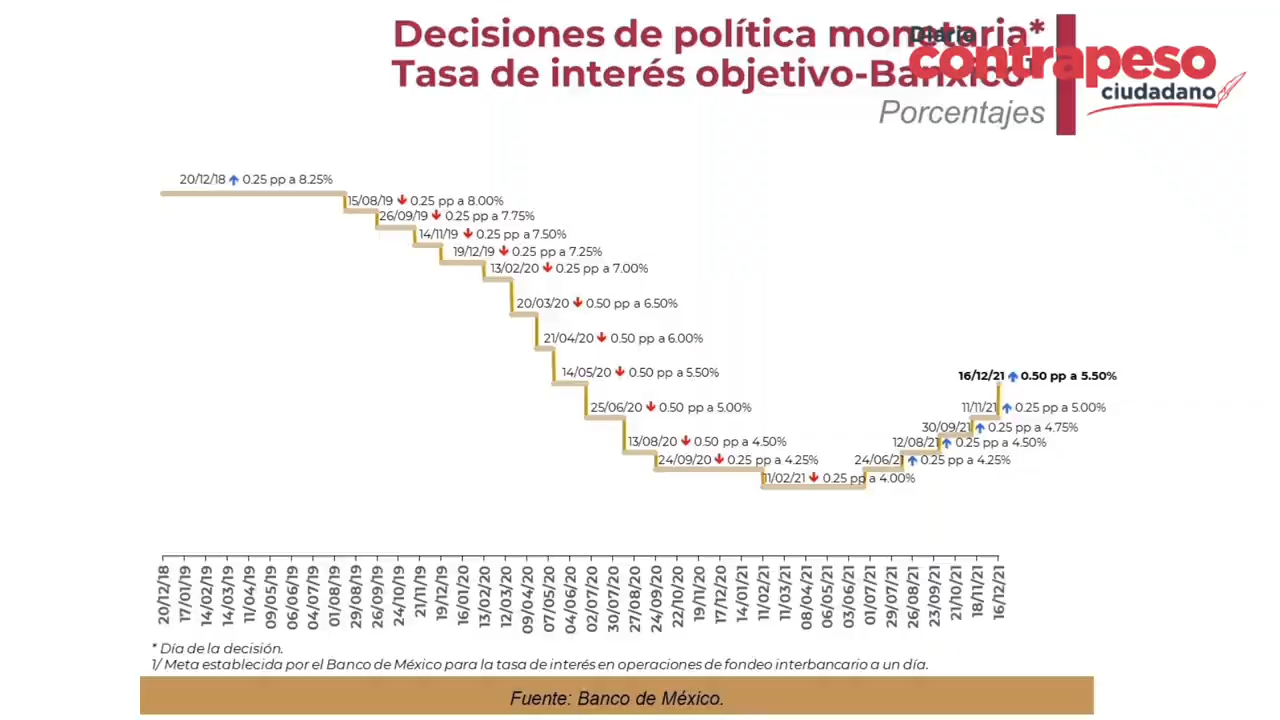 Decisiones de política monetaria*
Tasa de interés objetivo-Banxico 1/
Porcentajes
Diario
contrapeso
ciudadano
20/12/18 ↑ 0.25 pp a 8.25%
15/08/19 ↓ 0.25 pp a 8.00%
26/09/19 ↓ 0.25 pp a 7.75%
14/11/19 ↓ 0.25 pp a 7.50%
19/12/19 ↓ 0.25 pp a 7.25%
13/02/20 ↓ 0.25 pp a 7.00%
20/03/20 ↓ 0.50 pp a 6.50%
21/04/20 ↓ 0.50 pp a 6.00%
14/05/20 ↓ 0.50 pp a 5.50%
25/06/20 ↓ 0.50 pp a 5.00%
13/08/20 ↓ 0.50 pp a 4.50%
24/09/20 ↓ 0.25 pp a 4.25%
11/02/21 ↓ 0.25 pp a 4.00%
16/12/21 ↑ 0.50 pp a 5.50%
11/11/21 ↑ 0.25 pp a 5.00%
30/09/21 ↑ 0.25 pp a 4.75%
12/08/21 ↑ 0.25 pp a 4.50%
24/06/21 ↑ 0.25 pp a 4.25%
20/12/18
17/01/19
14/02/19
14/03/19
11/04/19
09/05/19
06/06/19
04/07/19
01/08/19
29/08/19
26/09/19
24/10/19
21/11/19
19/12/19
16/01/20
13/02/20
12/03/20
09/04/20
07/05/20
04/06/20
02/07/20
30/07/20
27/08/20
24/09/20
22/10/20
19/11/20
17/12/20
14/01/21
11/02/21
11/03/21
08/04/21
06/05/21
03/06/21
01/07/21
29/07/21
26/08/21
23/09/21
21/10/21
18/11/21
16/12/21
* Día de la decisión.
1/ Meta establecida por el Banco de México para la tasa de interés en operaciones de fondeo interbancario a un día.
Fuente: Banco de México.